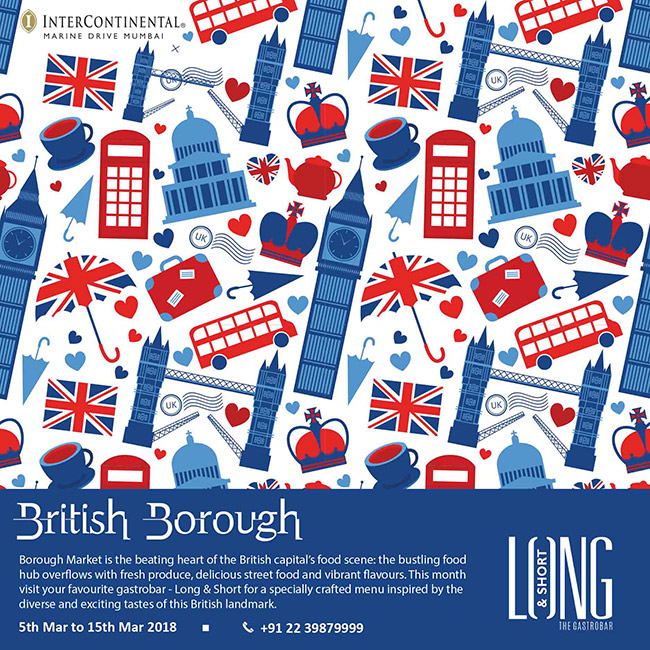 INTERCONTINENTAL®
MARINE DRIVE MUMBAI
UK
UK
UK
UK
UK
UK
British Borough
Borough Market is the beating heart of the British capital's food scene: the bustling food
hub overflows with fresh produce, delicious street food and vibrant flavours. This month
visit your favourite gastrobar - Long & Short for a specially crafted menu inspired by the
diverse and exciting tastes of this British landmark.
5th Mar to 15th Mar 2018 ■ +91 22 39879999
LONG
& SHORT
THE GASTROBAR